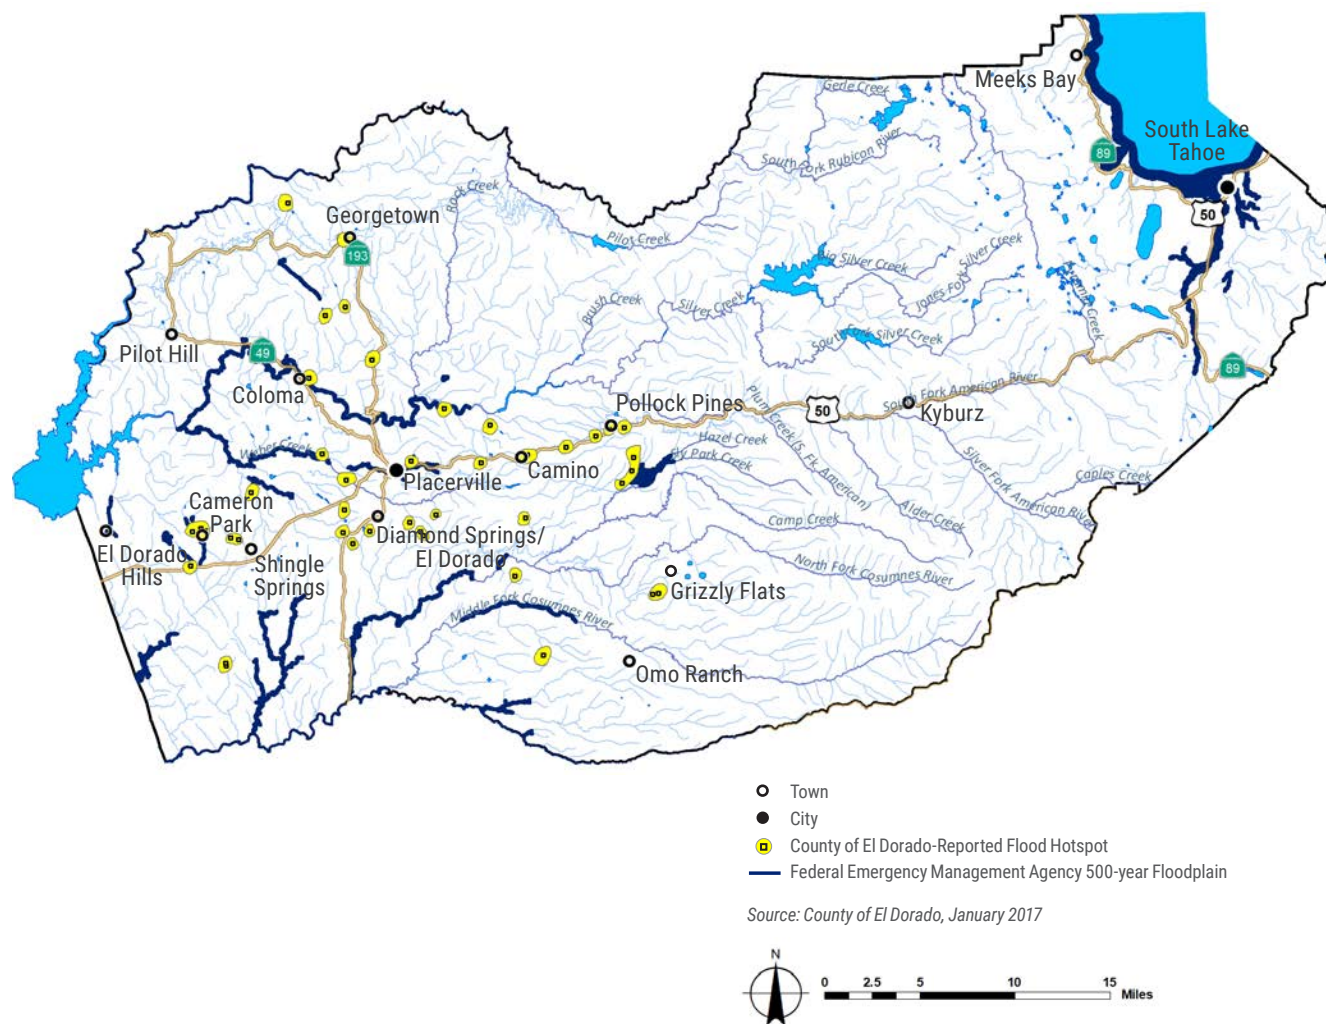 Meeks Bay
Gerle Creek
South Lake
Tahoe
89
South Fork Rubicon River
Rock Creek
50
Georgetown
193
Pilot Creek
Big Silver Creek
Jones Fork Silver Creek
Brush Creek
Silver Creek
South Fork Silver Creek
Pilot Hill
49
89
Coloma
South Fork American River
Pollock Pines
50
Kyburz
Plum Creek (S. Fk. American)
Hazel Creek
Weber Creek
Camino
Placerville
Silver Fork American River
Caples Creek
Cameron
Park
Alder Creek
Camp Creek
El Dorado
Hills
Shingle
Springs
Diamond Springs/
El Dorado
North Fork Cosumnes River
Grizzly Flats
Middle Fork Cosumnes River
Omo Ranch
Town
City
County of El Dorado-Reported Flood Hotspot
Federal Emergency Management Agency 500-year Floodplain
Source: County of El Dorado, January 2017
N
0 2.5 5 10 15
Miles